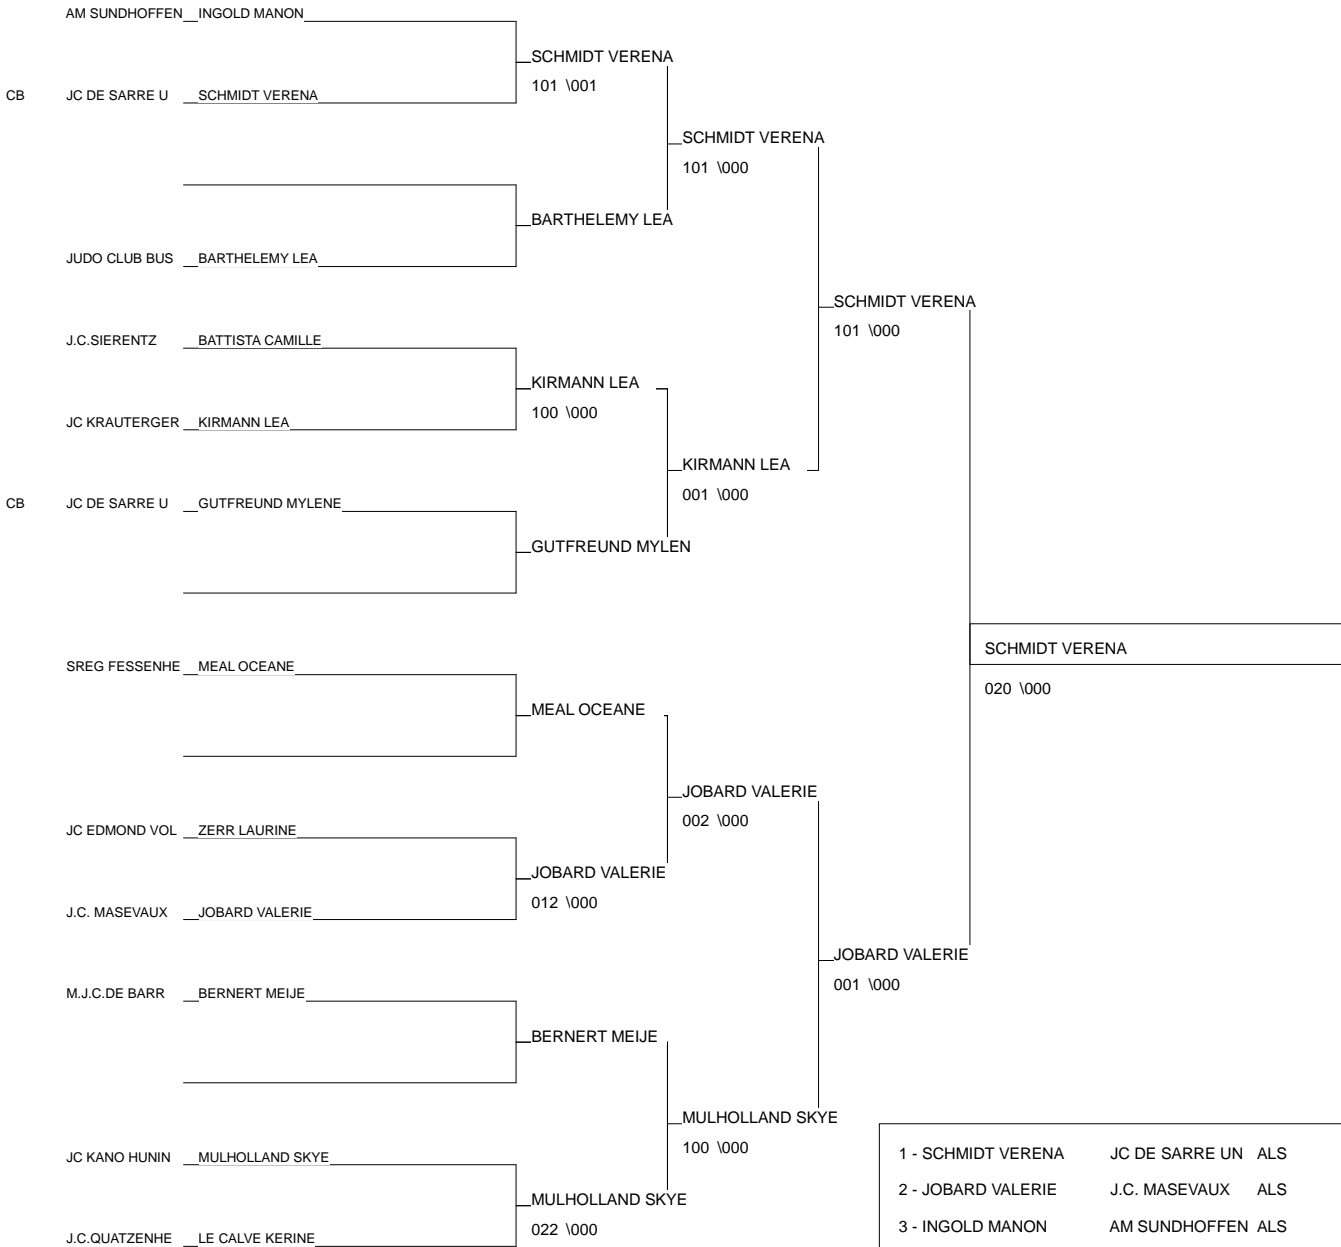 AM SUNDHOFFEN INGOLD MANON
SCHMIDT VERENA
101 \001
CB JC DE SARRE U SCHMIDT VERENA
SCHMIDT VERENA
101 \000
BARTHELEMY LEA
JUDO CLUB BUS BARTHELEMY LEA
SCHMIDT VERENA
101 \000
J.C.SIERENTZ BATTISTA CAMILLE
KIRMANN LEA
100 \000
JC KRAUTERGER KIRMANN LEA
KIRMANN LEA
001 \000
CB JC DE SARRE U GUTFREUND MYLENE
GUTFREUND MYLEN
SCHMIDT VERENA
020 \000
SREG FESSENHE MEAL OCEANE
MEAL OCEANE
JOBARD VALERIE
002 \000
JC EDMOND VOL ZERR LAURINE
JOBARD VALERIE
012 \000
J.C. MASEVAUX JOBARD VALERIE
JOBARD VALERIE
001 \000
M.J.C.DE BARR BERNERT MEIJE
BERNERT MEIJE
MULHOLLAND SKYE
100 \000
JC KANO HUNIN MULHOLLAND SKYE
MULHOLLAND SKYE
022 \000
J.C.QUATZENHE LE CALVE KERINE
1 - SCHMIDT VERENA JC DE SARRE UN ALS
2 - JOBARD VALERIE J.C. MASEVAUX ALS
3 - INGOLD MANON AM SUNDHOFFEN ALS